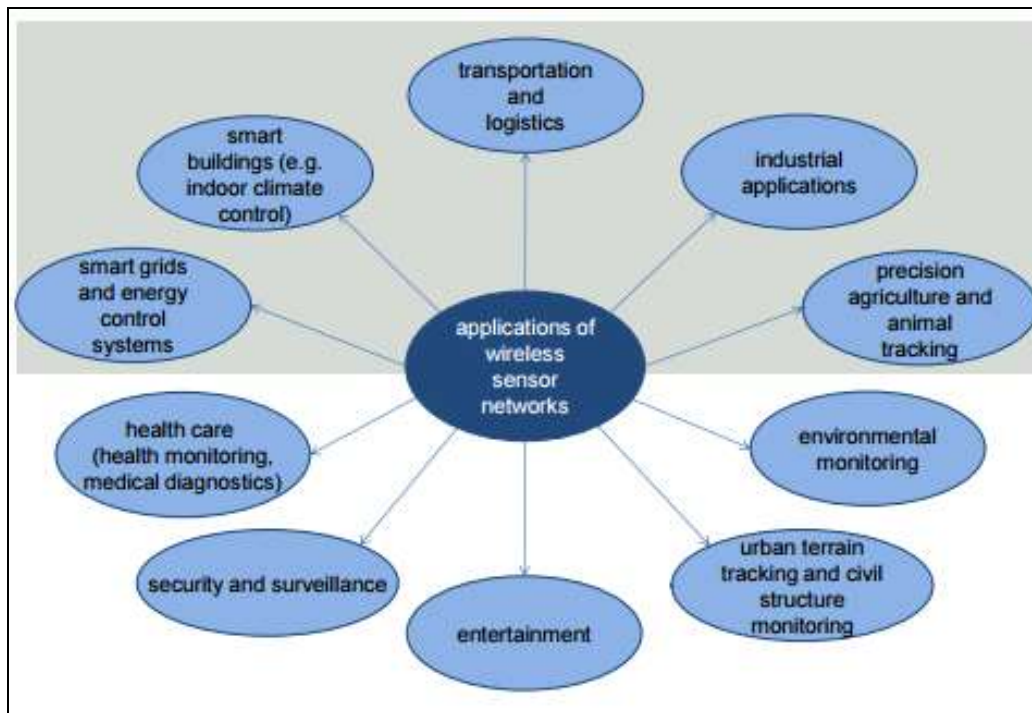 transportation
and
logistics
smart
buildings (e.g.
indoor climate
control)
industrial
applications
smart grids
and energy
control
systems
precision
agriculture and
animal
tracking
applications of
wireless
sensor
networks
health care
(health monitoring,
medical diagnostics)
environmental
monitoring
security and surveillance
urban terrain
tracking and civil
structure
monitoring
entertainment